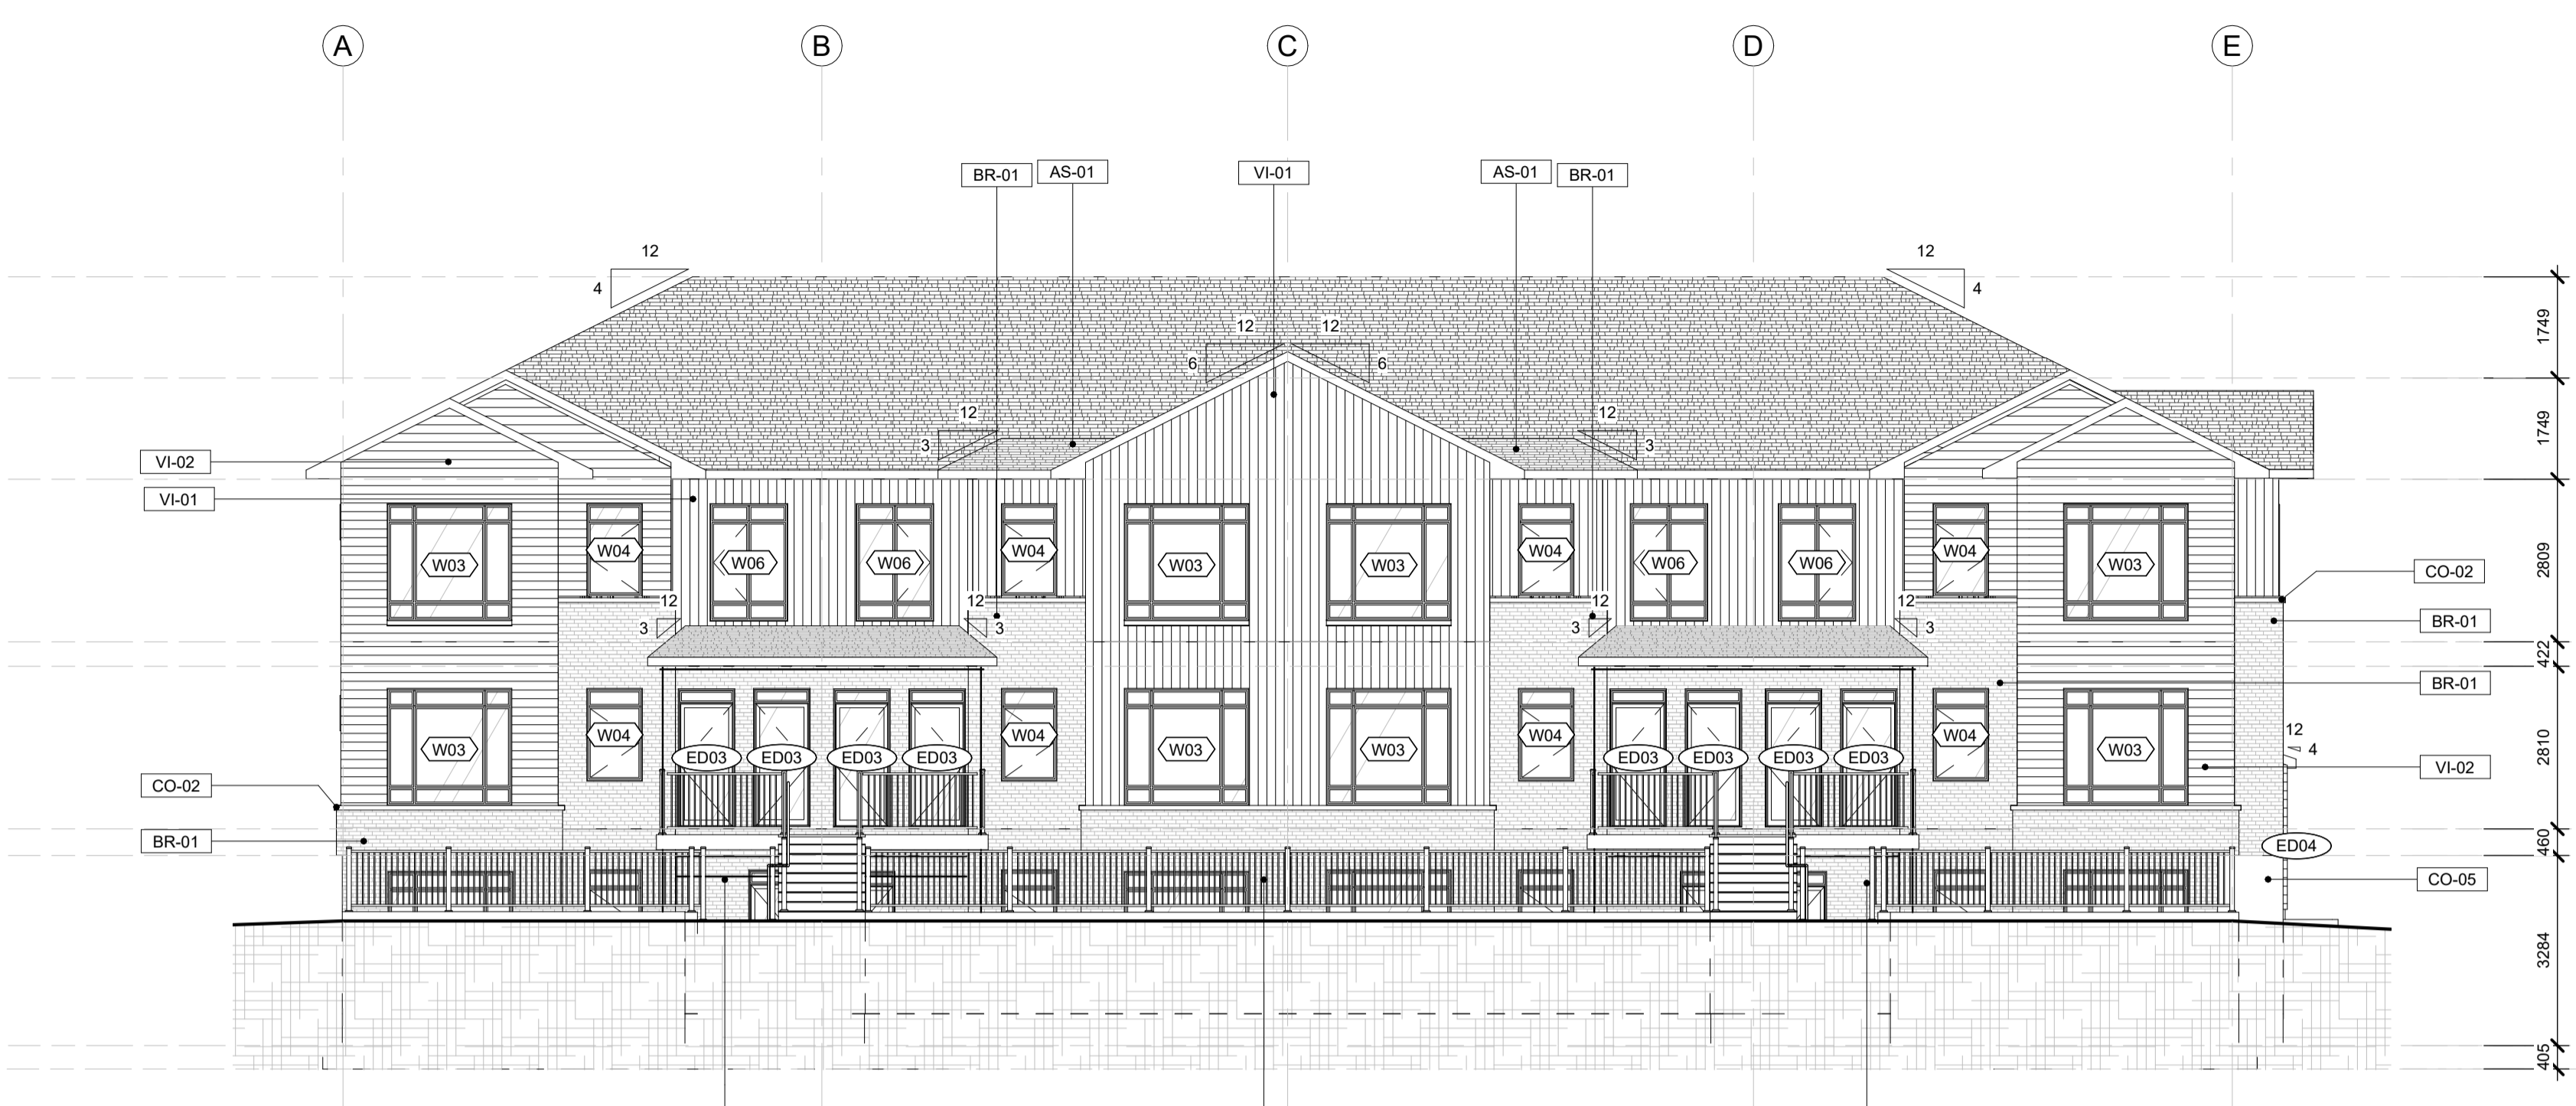 A B C D E
BR-01 AS-01 VI-01 AS-01 BR-01
12 12
4 4
1749
12 12
6 6
12 12
3 3
1749
VI-02
VI-01
W03 W04 W06 W06 W04 W03 W03 W04 W06 W06 W04 W03
2809
CO-02
12 12 12 12
3 3 3 3
BR-01
422
BR-01
W03 W04 W04 W03 W03 W04 W04 W03
ED03 ED03 ED03 ED03 ED03 ED03 ED03 ED03
12
4
2810
VI-02
CO-02
BR-01
460
ED04
CO-05
3284
405